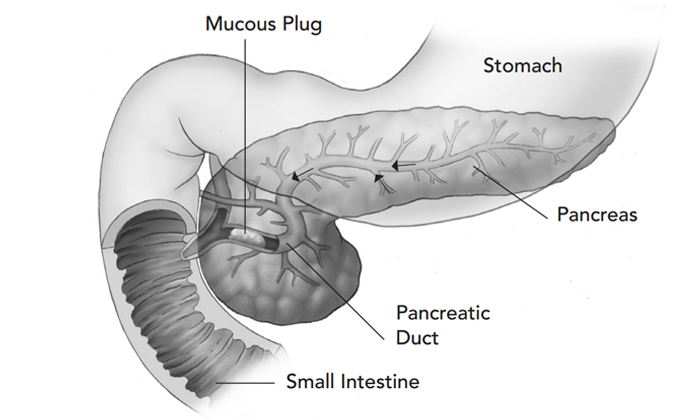 Mucous Plug
Stomach
Pancreas
Pancreatic
Duct
Small Intestine